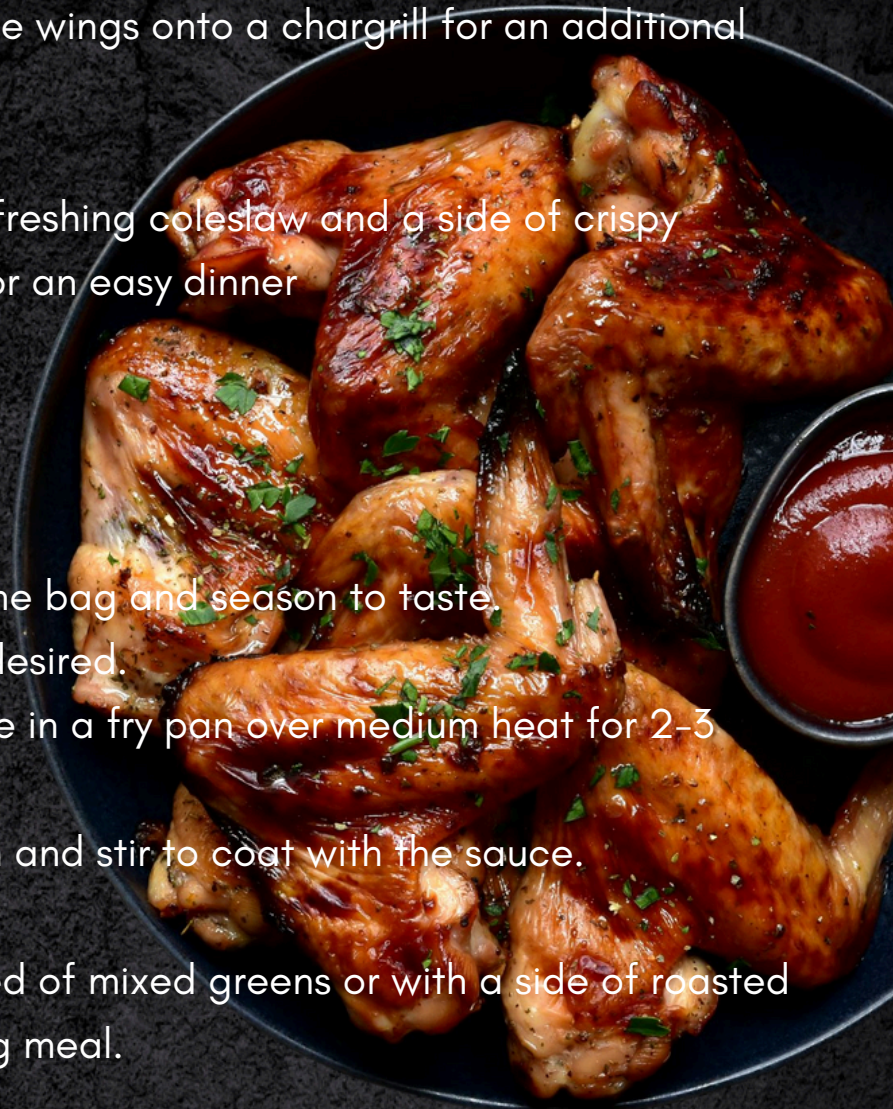 e wings onto a chargrill for an additional
freshing coleslaw and a side of crispy
or an easy dinner
he bag and season to taste.
desired.
e in a fry pan over medium heat for 2-3
and stir to coat with the sauce.
ed of mixed greens or with a side of roasted
g meal.